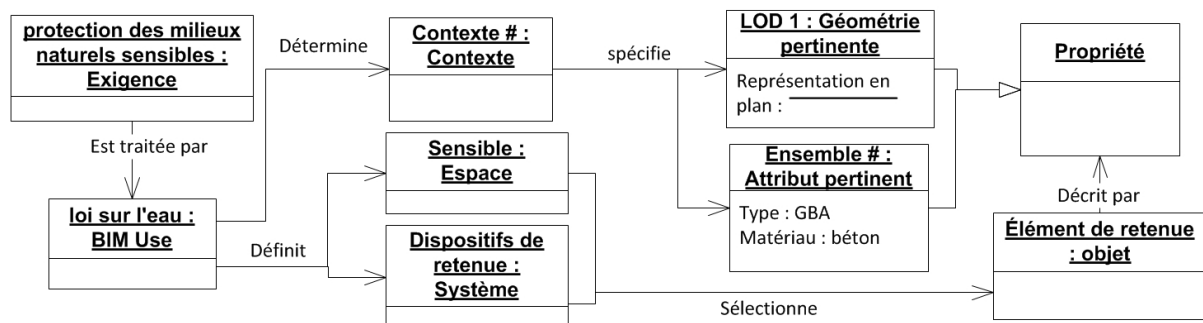 protection des milieux
naturels sensibles :
Exigence
Est traitée par
loi sur l'eau :
BIM Use
Détermine
Définit
Contexte # :
Contexte
Sensible :
Espace
Dispositifs de
retenue :
Système
spécifie
LOD 1 : Géométrie
pertinente
Représentation en
plan :
Ensemble # :
Attribut pertinent
Type : GBA
Matériau : béton
Sélectionne
Propriété
Décrit par
Élément de retenue
: objet